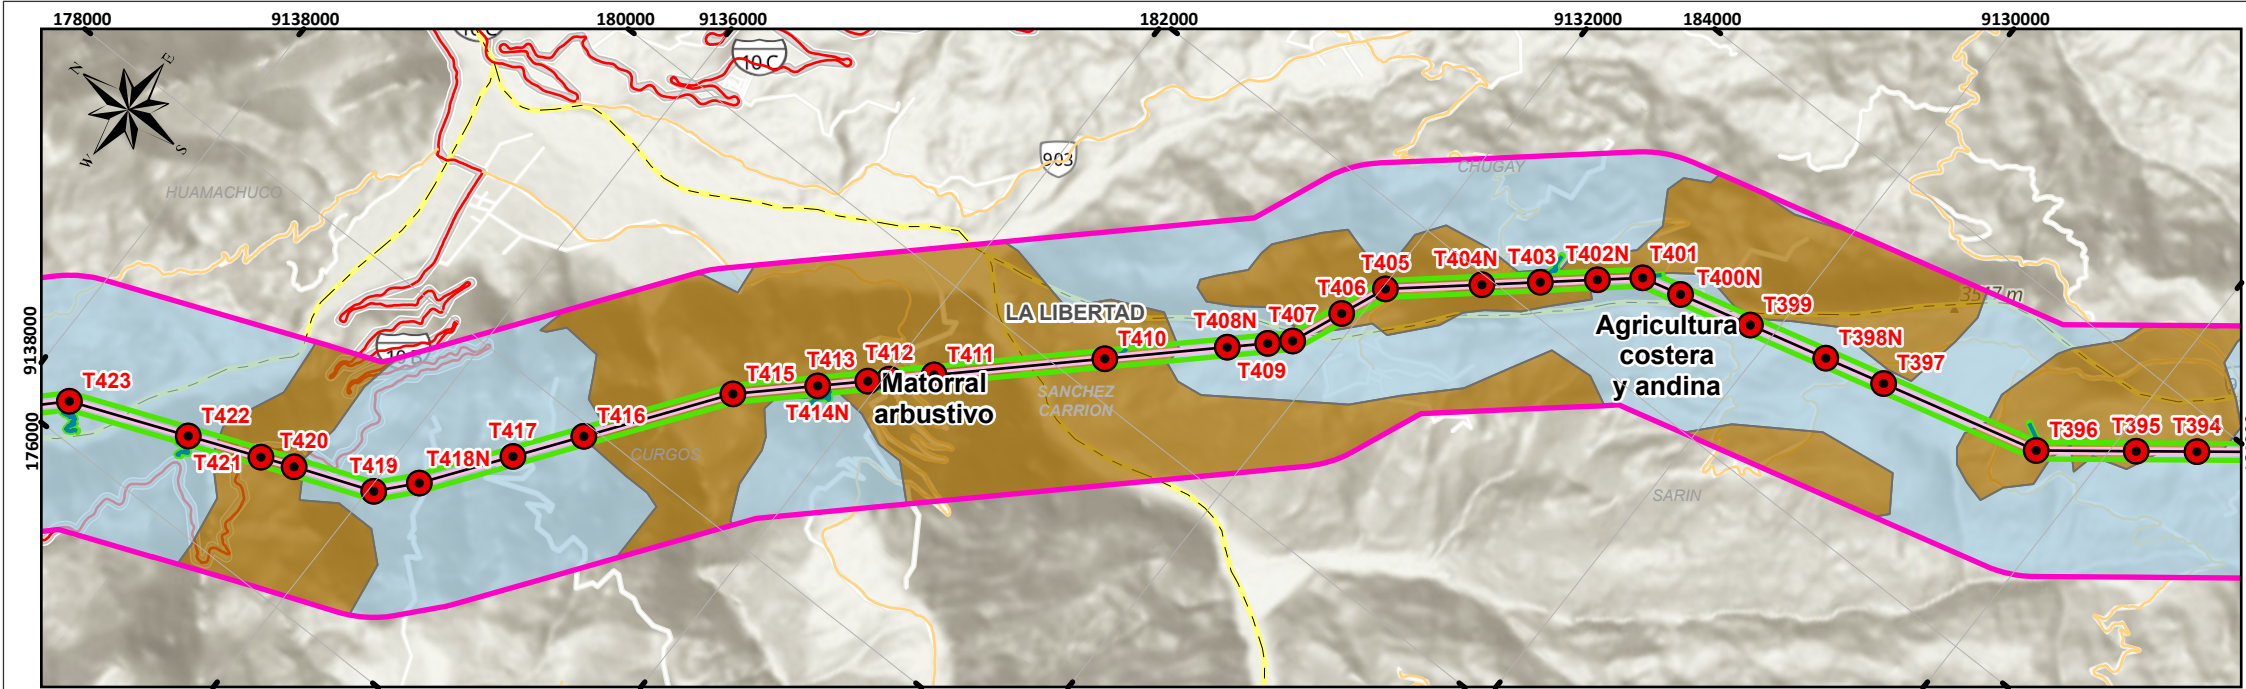 178000 9138000 180000 9136000 182000 9132000 184000 9130000
10 C
N E
W S
903
CHUGAY
HUAMACHUCO
T405 T404N T403 T402N T401
T400N
T406
3517 m
T399
LA LIBERTAD
T410 T408N T407
Agricultura
costera
y andina
T409
T398N
T397
9138000
T423
T415 T413 T412 T411
T414N
Matorral
arbustivo
SANCHEZ
CARRION
176000
T422
T421 T420
T419 T418N T417 T416
CURGOS
T396 T395 T394
SARIN